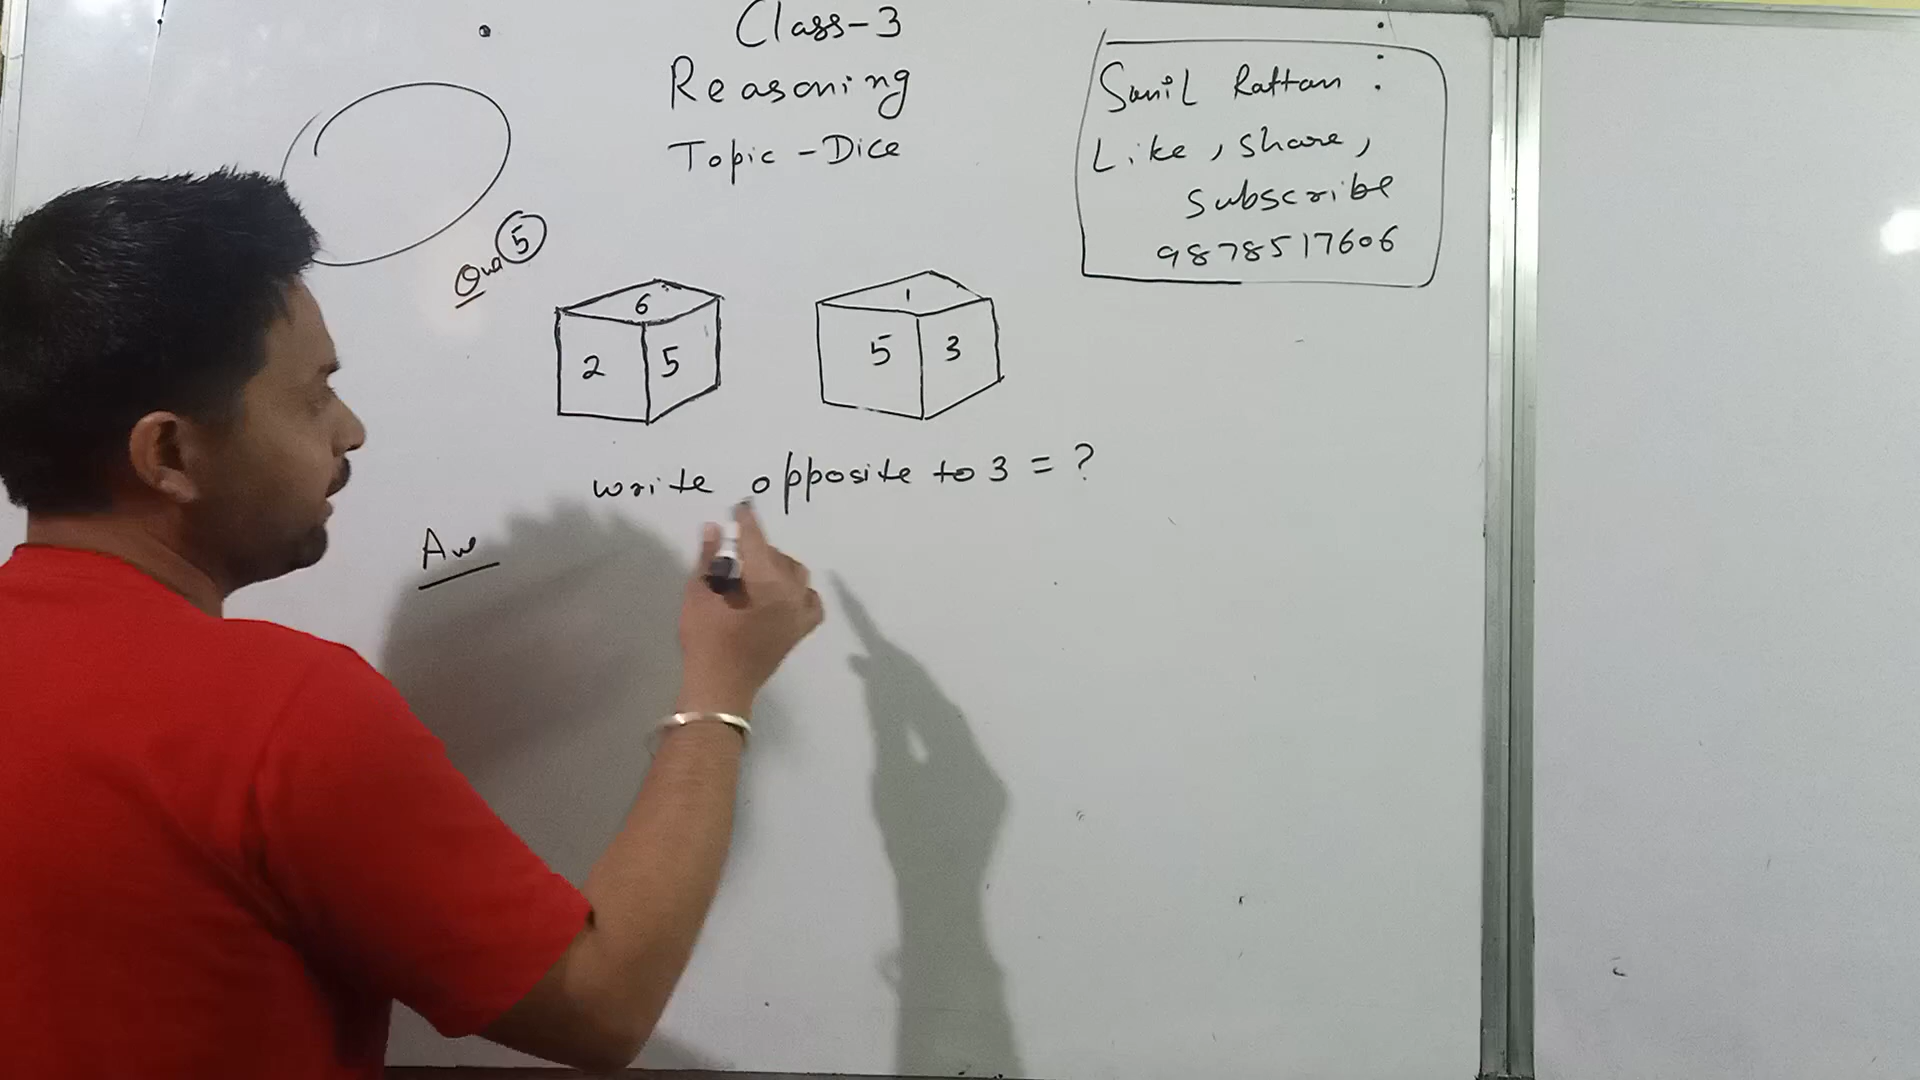 Class-3
Reasoning
Topic - Dice
Sunil Rattan :
Like, Share,
Subscribe
9878517606
Que 5
6
2 5
1
5 3
write opposite to 3 = ?